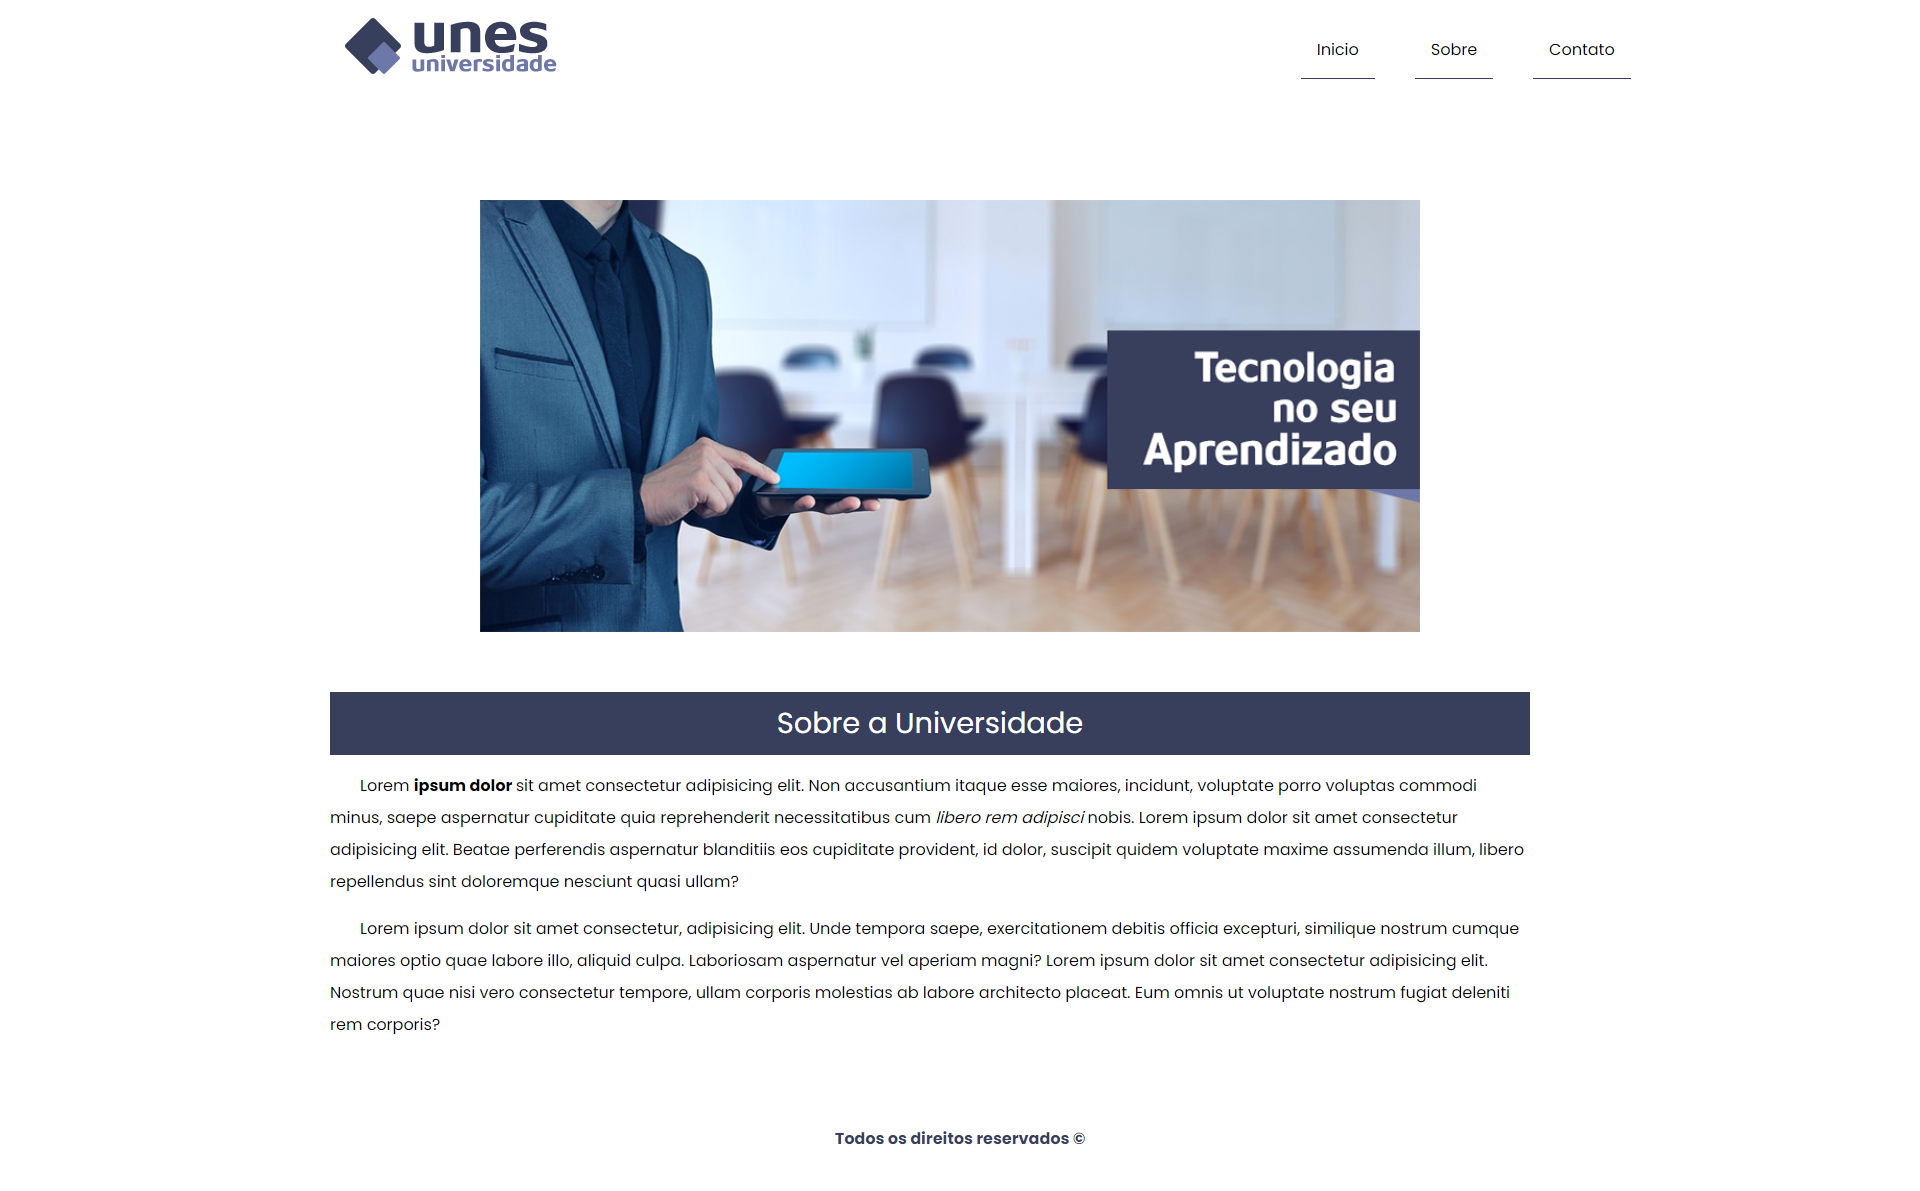 unes
universidade
Inicio
Sobre
Contato
Tecnologia
no seu
Aprendizado
Sobre a Universidade
Lorem ipsum dolor sit amet consectetur adipisicing elit. Non accusantium itaque esse maiores, incidunt, voluptate porro voluptas commodi
minus, saepe aspernatur cupiditate quia reprehenderit necessitatibus cum libero rem adipisci nobis. Lorem ipsum dolor sit amet consectetur
adipisicing elit. Beatae perferendis aspernatur blanditiis eos cupiditate provident, id dolor, suscipit quidem voluptate maxime assumenda illum, libero
repellendus sint doloremque nesciunt quasi ullam?
Lorem ipsum dolor sit amet consectetur, adipisicing elit. Unde tempora saepe, exercitationem debitis officia excepturi, similique nostrum cumque
maiores optio quae labore illo, aliquid culpa. Laboriosam aspernatur vel aperiam magni? Lorem ipsum dolor sit amet consectetur adipisicing elit.
Nostrum quae nisi vero consectetur tempore, ullam corporis molestias ab labore architecto placeat. Eum omnis ut voluptate nostrum fugiat deleniti
rem corporis?
Todos os direitos reservados ©